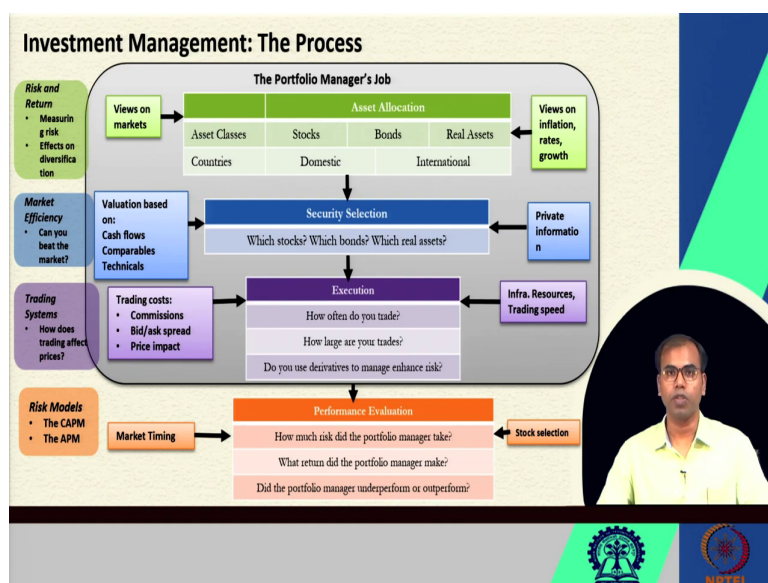 Investment Management: The Process
The Portfolio Manager's Job
Risk and
Return
• Measurin
g risk
• Effects on
diversifica
tion
Views on
markets
Asset Allocation
Asset Classes Stocks Bonds Real Assets
Countries Domestic International
Views on
inflation,
rates,
growth
Market
Efficiency
• Can you
beat the
market?
Valuation based
on:
Cash flows
Comparables
Technicals
Security Selection
Which stocks? Which bonds? Which real assets?
Private
informatio
n
Trading
Systems
• How does
trading affect
prices?
Trading costs:
• Commissions
• Bid/ask spread
• Price impact
Execution
How often do you trade?
How large are your trades?
Do you use derivatives to manage enhance risk?
Infra. Resources,
Trading speed
Risk Models
• The CAPM
• The APM
Market Timing
Performance Evaluation
How much risk did the portfolio manager take?
What return did the portfolio manager make?
Did the portfolio manager underperform or outperform?
Stock selection
NPTEL